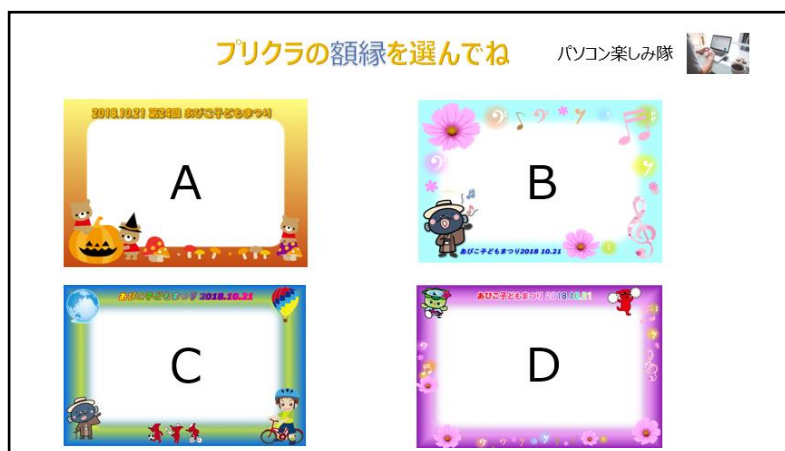 プリクラの額縁を選んでね
パソコン楽しみ隊
2018.10.21 第24回 あびこ子どもまつり
A
B
あびこ子どもまつり2018 10.21
あびこ子どもまつり 2018.10.21
C
あびこ子どもまつり 2018.10.21
D